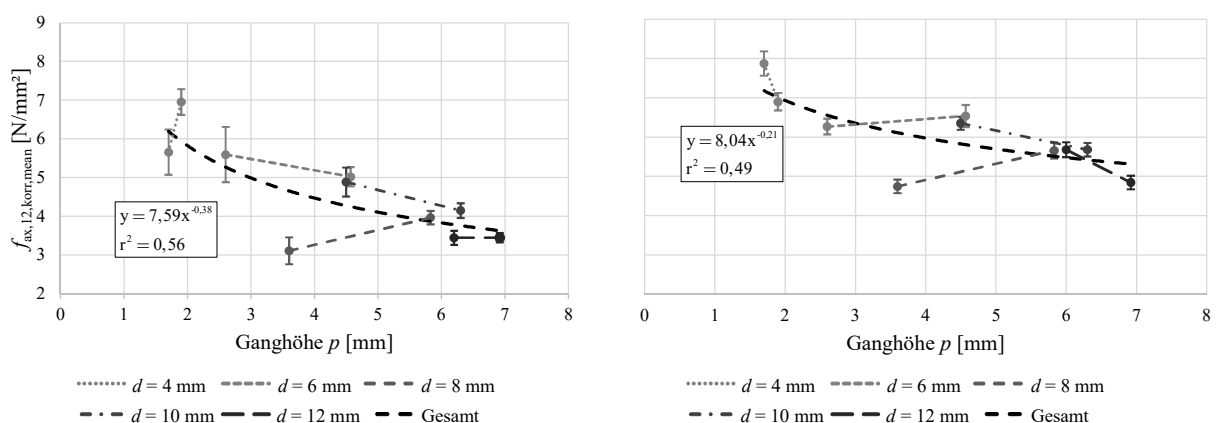 9
8
7
6
5
4
3
2
f_ax,12,korr,mean [N/mm²]
y = 7,59x^-0,38
r² = 0,56
0 1 2 3 4 5 6 7 8
Ganghöhe p [mm]
d = 4 mm d = 6 mm d = 8 mm
d = 10 mm d = 12 mm Gesamt
y = 8,04x^-0,21
r² = 0,49
0 1 2 3 4 5 6 7 8
Ganghöhe p [mm]
d = 4 mm d = 6 mm d = 8 mm
d = 10 mm d = 12 mm Gesamt